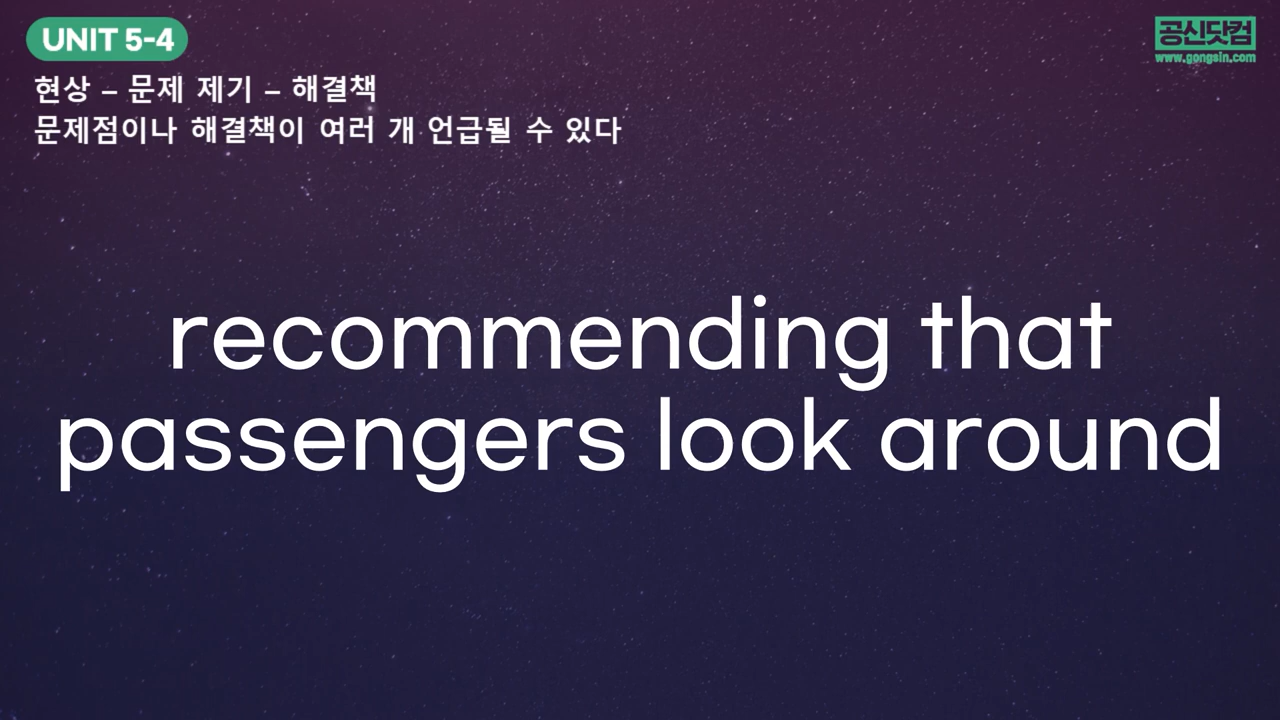 UNIT 5-4
공신닷컴
www.gongsin.com
현상 – 문제 제기 – 해결책
문제점이나 해결책이 여러 개 언급될 수 있다
recommending that
passengers look around